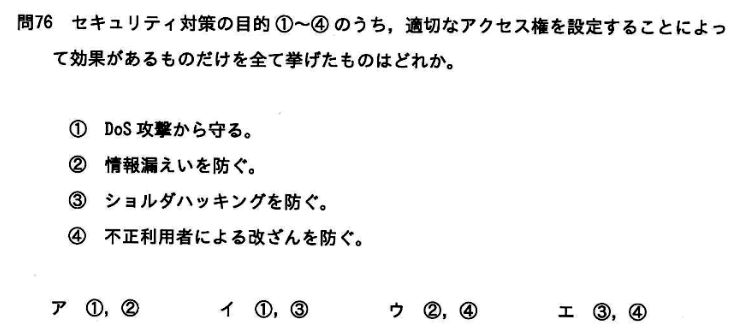 問76 セキュリティ対策の目的①～④のうち，適切なアクセス権を設定することによっ
て効果があるものだけを全て挙げたものはどれか。
① DoS攻撃から守る。
② 情報漏えいを防ぐ。
③ ショルダハッキングを防ぐ。
④ 不正利用者による改ざんを防ぐ。
ア ①，② イ ①，③ ウ ②，④ エ ③，④